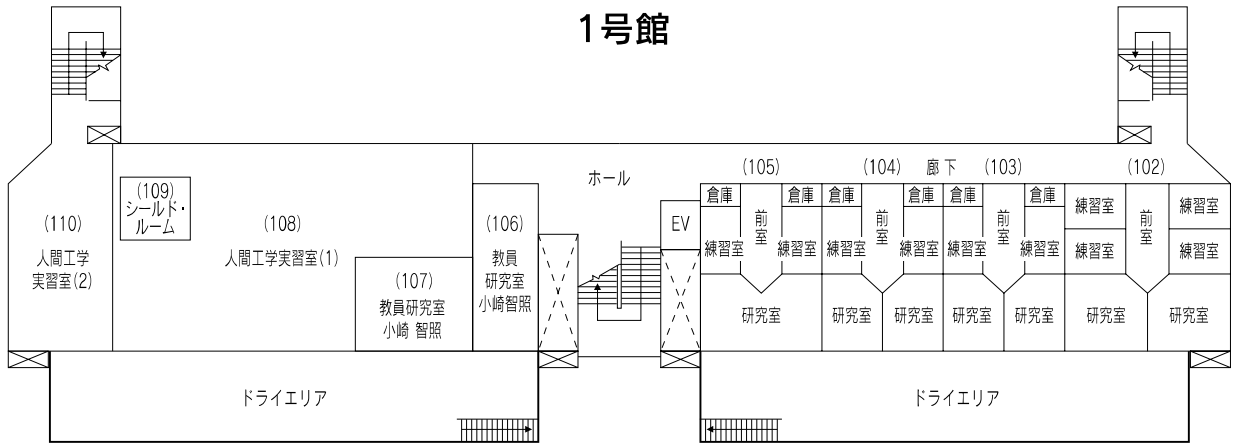 1号館
(105)
(104)
廊下
(103)
(102)
ホール
(109)
シールド・
ルーム
倉庫
倉庫
倉庫
倉庫
倉庫
倉庫
練習室
練習室
(110)
人間工学
実習室(2)
(108)
人間工学実習室(1)
(106)
教員
研究室
小崎智照
EV
前室
前室
前室
前室
練習室
練習室
練習室
練習室
練習室
練習室
練習室
練習室
(107)
教員研究室
小崎 智照
研究室
研究室
研究室
研究室
研究室
研究室
研究室
ドライエリア
ドライエリア